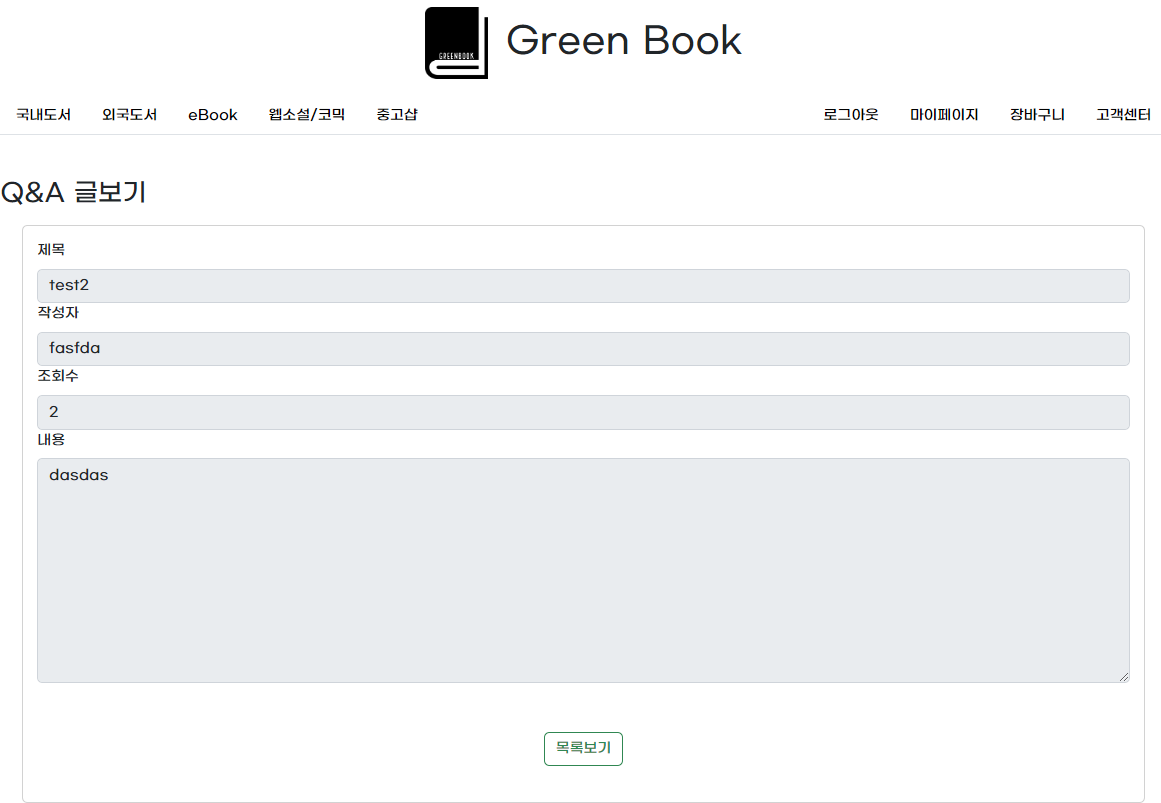 GREENBOOK
Green Book
국내도서 외국도서 eBook 웹소설/코믹 중고샵 로그아웃 마이페이지 장바구니 고객센터
Q&A 글보기
제목
test2
작성자
fasfda
조회수
2
내용
dasdas
목록보기